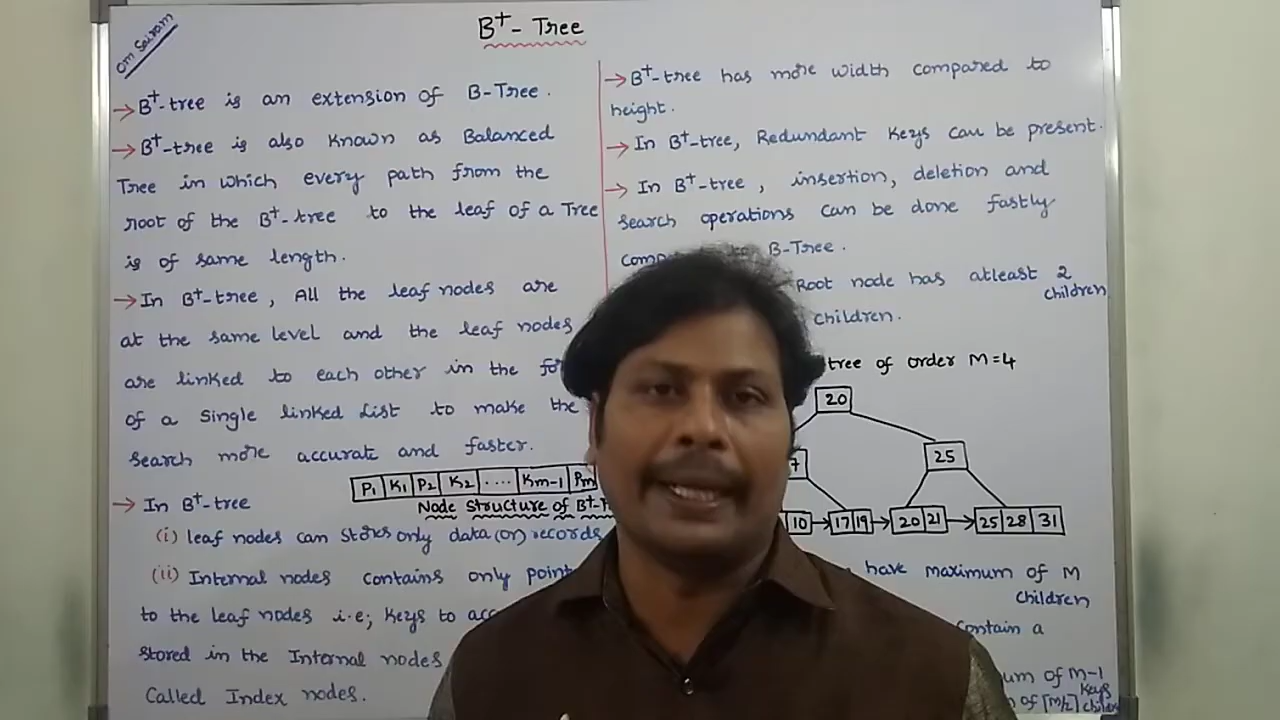 Om Sairam
B+- Tree
→ B+-tree is an extension of B-Tree.
→ B+-tree is also known as Balanced
Tree in which every path from the
root of the B+-tree to the leaf of a Tree
is of same length.
→ In B+-tree, All the leaf nodes are
at the same level and the leaf nodes
are linked to each other in the
of a single linked list to make the
search more accurate and faster.
P1 K1 P2 K2 .... Km-1 Pm
Node Structure of B+-
→ In B+-tree
(i) leaf nodes can stores only data (or) records
(ii) Internal nodes contains only
to the leaf nodes i.e; keys to
stored in the Internal nodes
Called Index nodes.
→ B+-tree has more width compared to
height.
→ In B+-tree, Redundant keys can be present.
→ In B+-tree, insertion, deletion and
search operations can be done fastly
B-Tree.
Root node has atleast 2
children
children.
tree of order M=4
20
7 25
10 → 17 19 → 20 21 → 25 28 31
have maximum of M
children
contain a
of M-1
keys
of [M/2] children